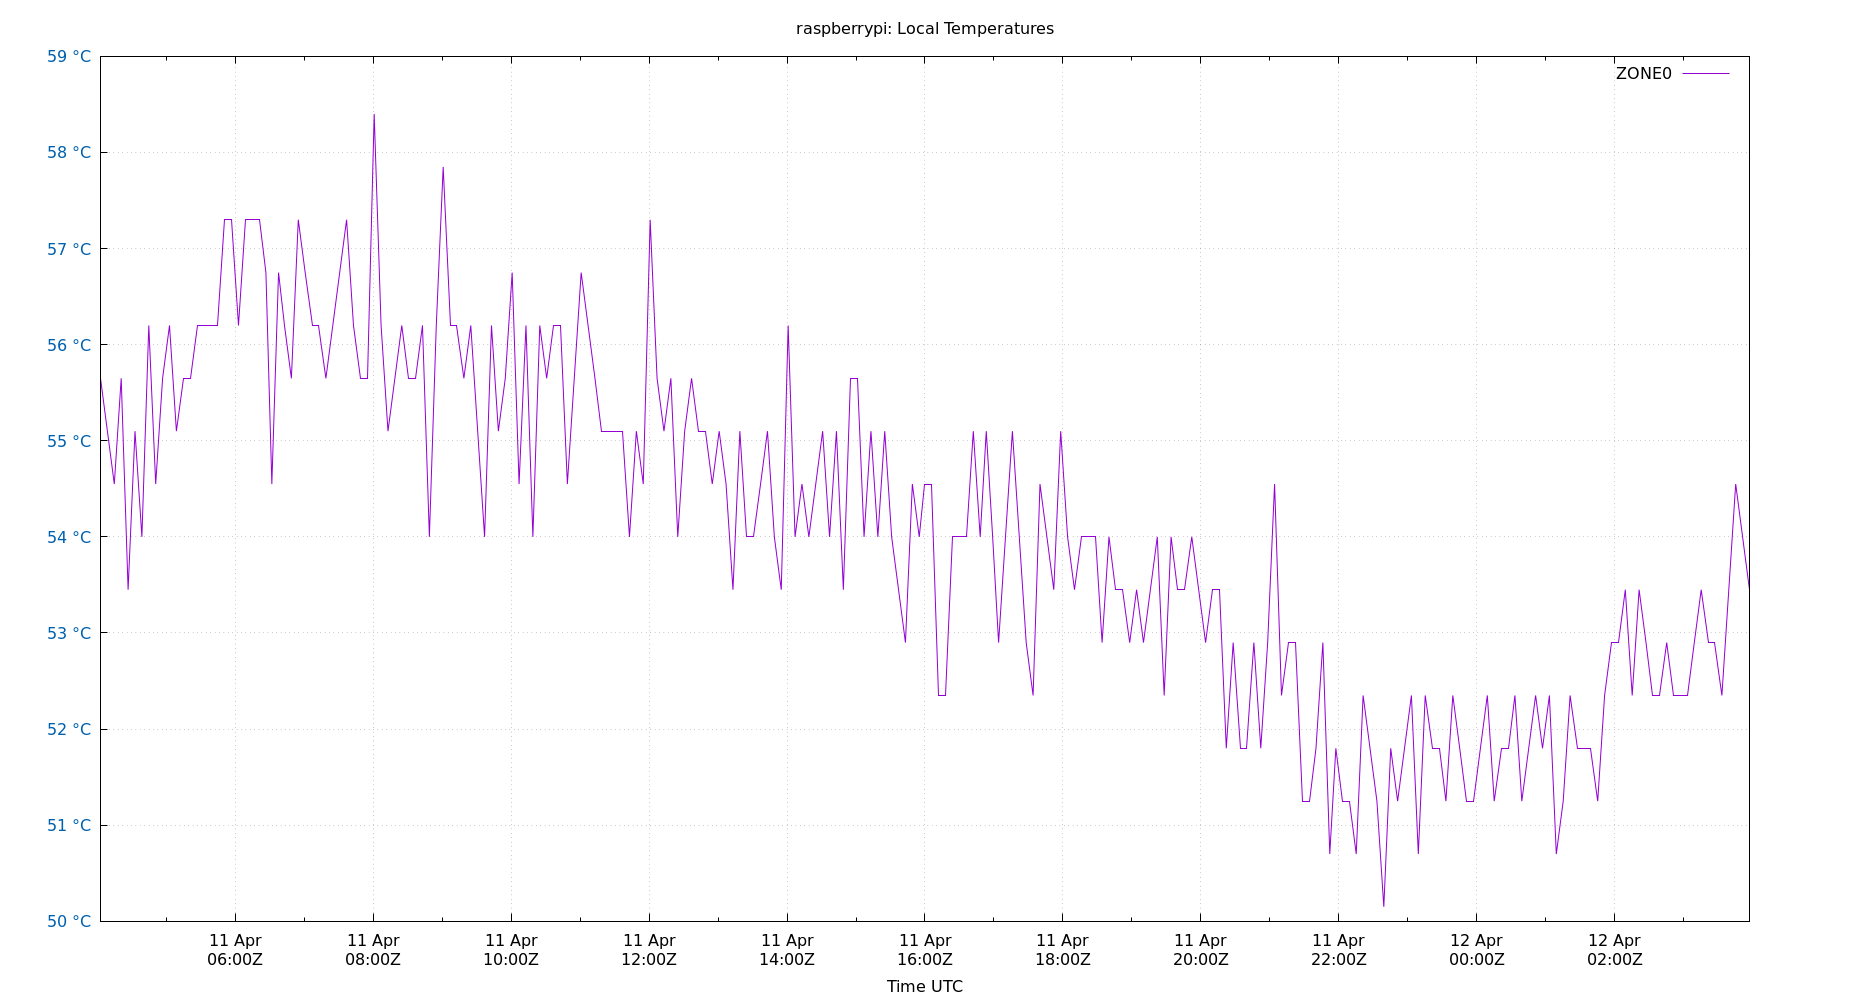 raspberrypi: Local Temperatures
59 °C
ZONE0
58 °C
57 °C
56 °C
55 °C
54 °C
53 °C
52 °C
51 °C
50 °C
11 Apr 11 Apr 11 Apr 11 Apr 11 Apr 11 Apr 11 Apr 11 Apr 11 Apr 12 Apr 12 Apr
06:00Z 08:00Z 10:00Z 12:00Z 14:00Z 16:00Z 18:00Z 20:00Z 22:00Z 00:00Z 02:00Z
Time UTC